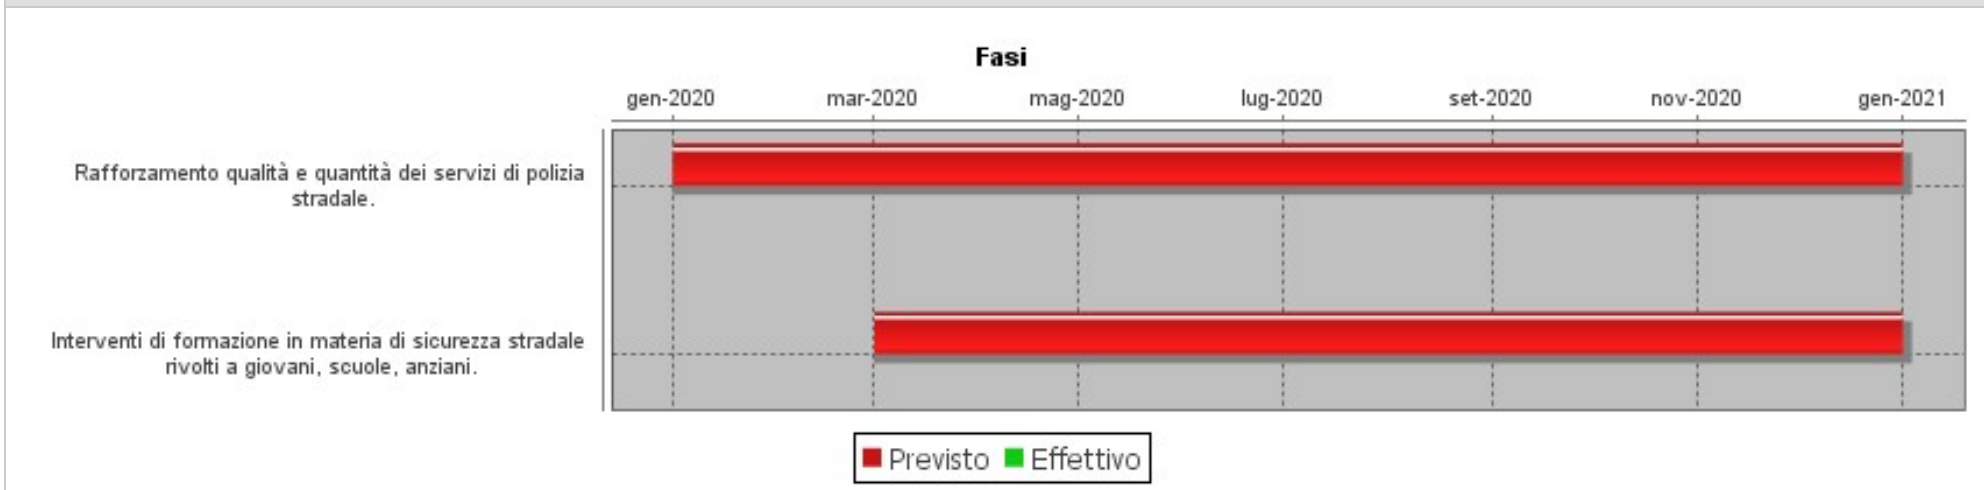 Fasi
gen-2020 mar-2020 mag-2020 lug-2020 set-2020 nov-2020 gen-2021
Rafforzamento qualità e quantità dei servizi di polizia
stradale.
Interventi di formazione in materia di sicurezza stradale
rivolti a giovani, scuole, anziani.
Previsto Effettivo